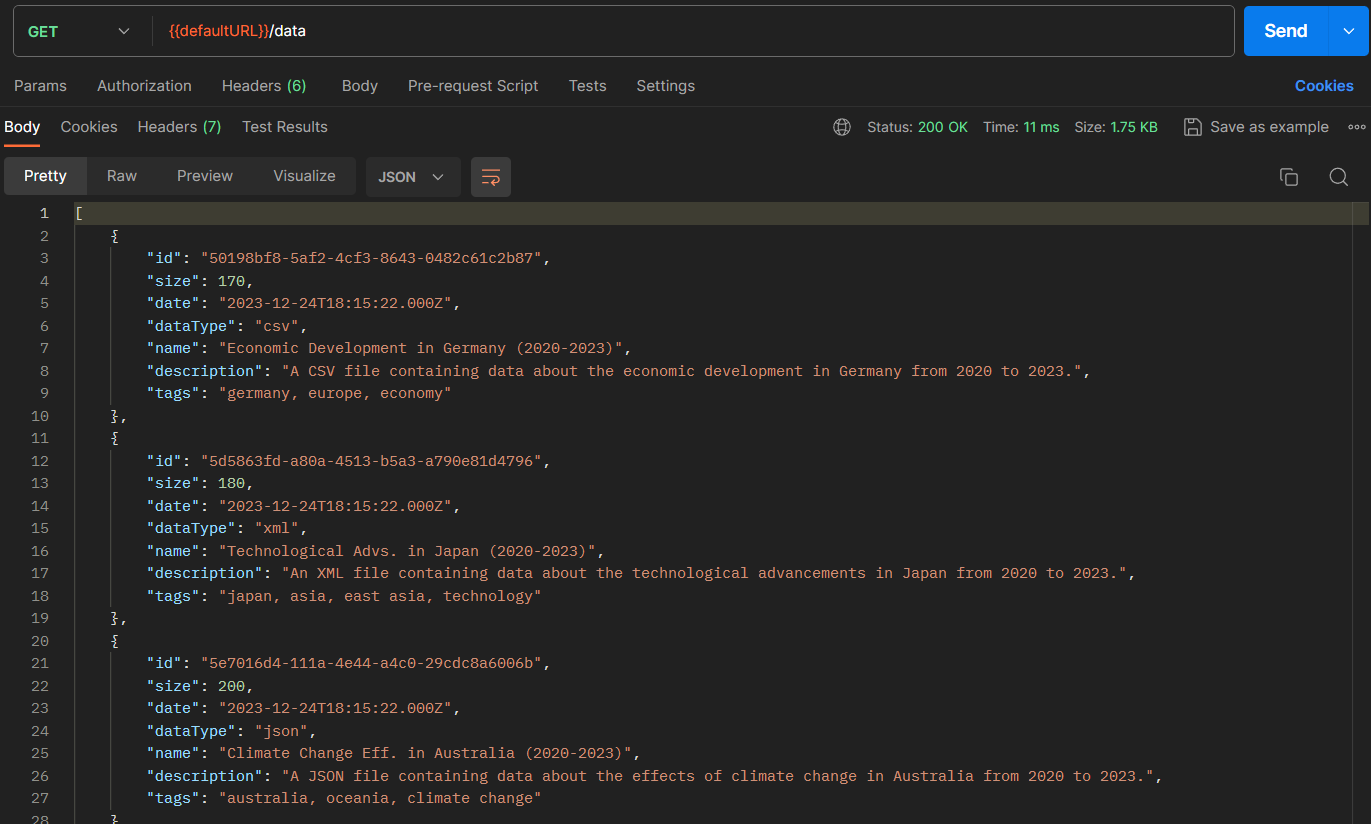 GET {{defaultURL}}/data Send
Params Authorization Headers (6) Body Pre-request Script Tests Settings Cookies
Body Cookies Headers (7) Test Results Status: 200 OK Time: 11 ms Size: 1.75 KB Save as example
Pretty Raw Preview Visualize JSON
1 [
2 {
3 "id": "50198bf8-5af2-4cf3-8643-0482c61c2b87",
4 "size": 170,
5 "date": "2023-12-24T18:15:22.000Z",
6 "dataType": "csv",
7 "name": "Economic Development in Germany (2020-2023)",
8 "description": "A CSV file containing data about the economic development in Germany from 2020 to 2023.",
9 "tags": "germany, europe, economy"
10 },
11 {
12 "id": "5d5863fd-a80a-4513-b5a3-a790e81d4796",
13 "size": 180,
14 "date": "2023-12-24T18:15:22.000Z",
15 "dataType": "xml",
16 "name": "Technological Advs. in Japan (2020-2023)",
17 "description": "An XML file containing data about the technological advancements in Japan from 2020 to 2023.",
18 "tags": "japan, asia, east asia, technology"
19 },
20 {
21 "id": "5e7016d4-111a-4e44-a4c0-29cdc8a6006b",
22 "size": 200,
23 "date": "2023-12-24T18:15:22.000Z",
24 "dataType": "json",
25 "name": "Climate Change Eff. in Australia (2020-2023)",
26 "description": "A JSON file containing data about the effects of climate change in Australia from 2020 to 2023.",
27 "tags": "australia, oceania, climate change"
28 }